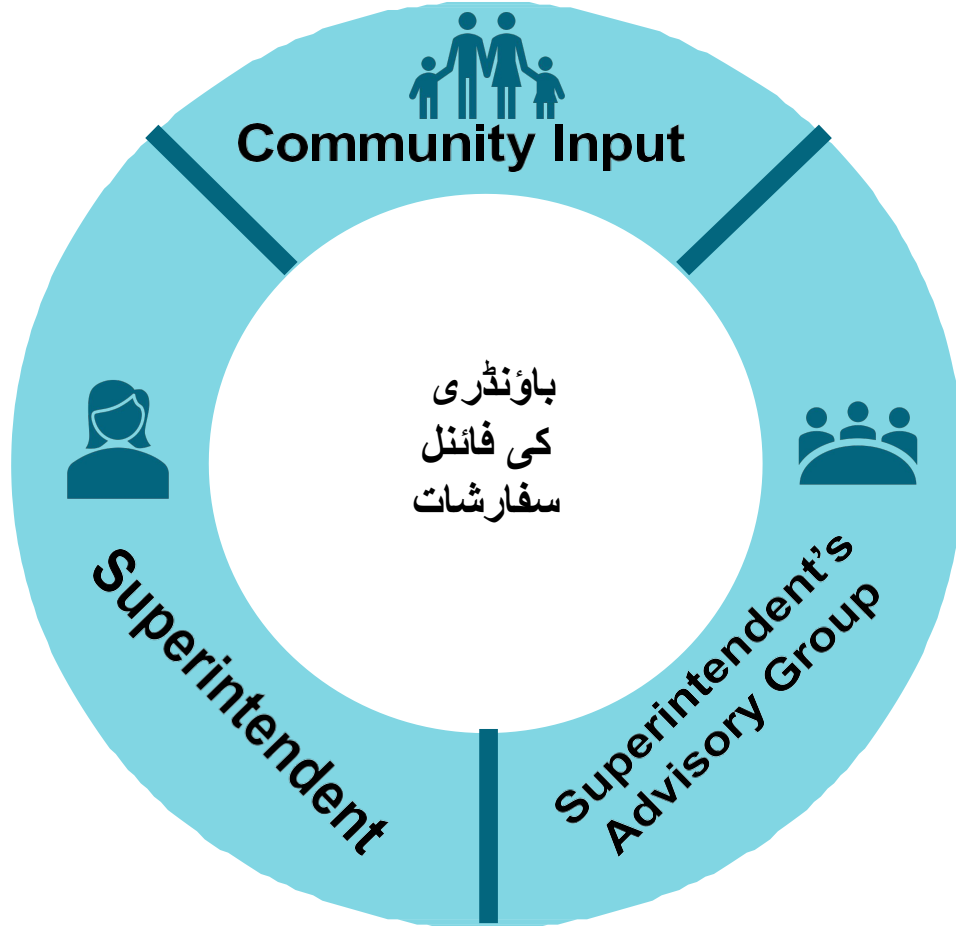 Community Input
باؤنڈری
کی فائنل
سفارشات
Superintendent
Superintendent's
Advisory Group